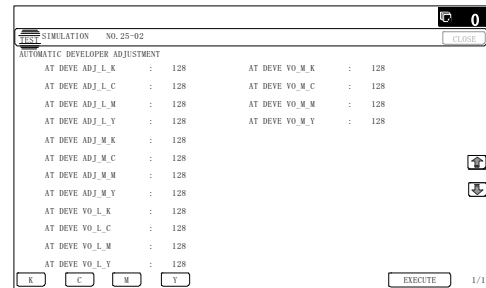 0
TEST SIMULATION NO.25-02
CLOSE
AUTOMATIC DEVELOPER ADJUSTMENT
AT DEVE ADJ_L_K : 128 AT DEVE VO_M_K : 128
AT DEVE ADJ_L_C : 128 AT DEVE VO_M_C : 128
AT DEVE ADJ_L_M : 128 AT DEVE VO_M_M : 128
AT DEVE ADJ_L_Y : 128 AT DEVE VO_M_Y : 128
AT DEVE ADJ_M_K : 128
AT DEVE ADJ_M_C : 128
AT DEVE ADJ_M_M : 128
AT DEVE ADJ_M_Y : 128
AT DEVE VO_L_K : 128
AT DEVE VO_L_C : 128
AT DEVE VO_L_M : 128
AT DEVE VO_L_Y : 128
K C M Y EXECUTE 1/1